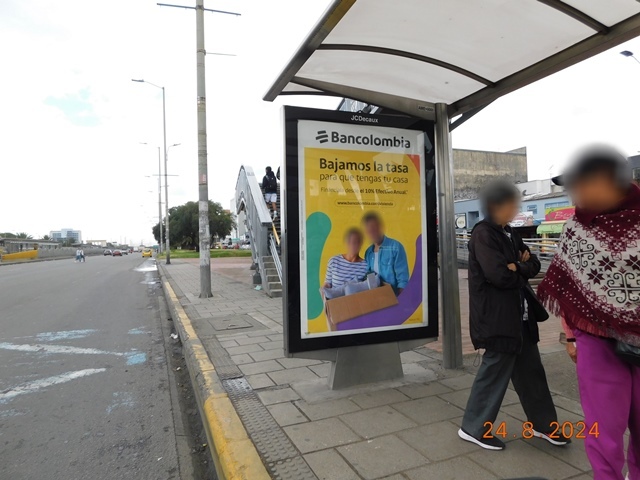 JCDecaux
Bancolombia
Bajamos la tasa
para que tengas tu casa
24 8 2024